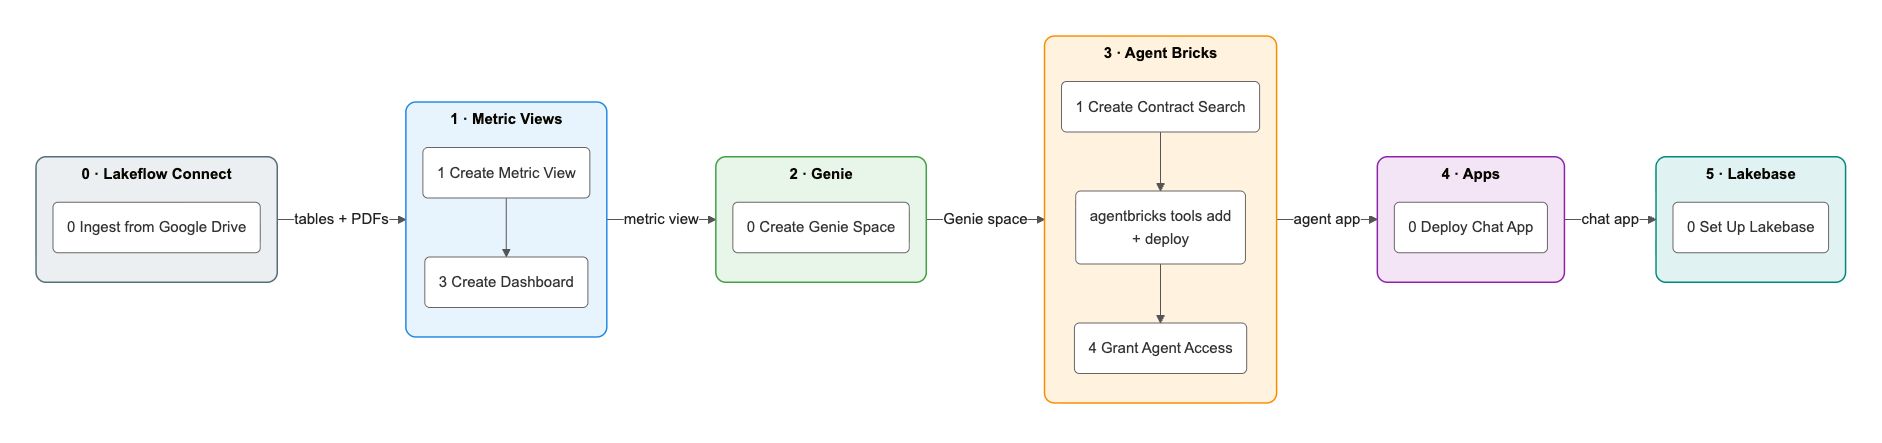 0 · Lakeflow Connect
0 Ingest from Google Drive
tables + PDFs
1 · Metric Views
1 Create Metric View
3 Create Dashboard
metric view
2 · Genie
0 Create Genie Space
Genie space
3 · Agent Bricks
1 Create Contract Search
agentbricks tools add
+ deploy
4 Grant Agent Access
agent app
4 · Apps
0 Deploy Chat App
chat app
5 · Lakebase
0 Set Up Lakebase